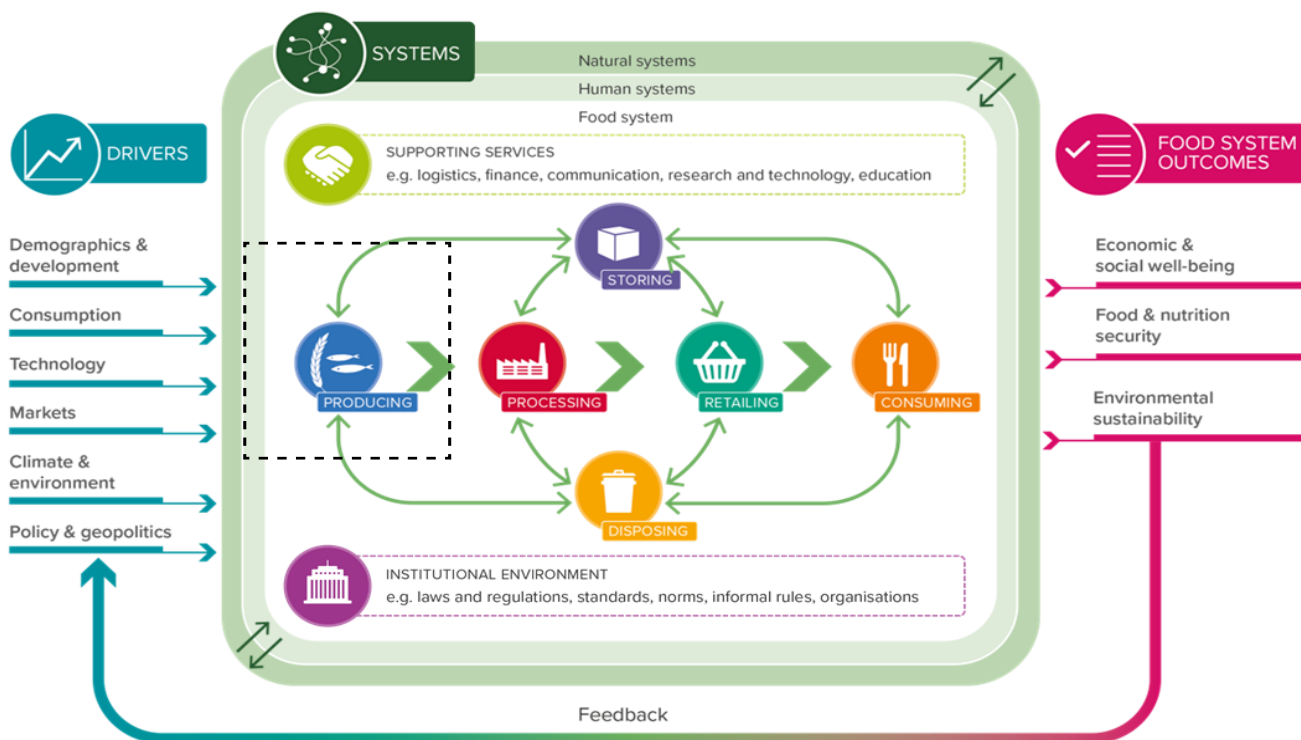 SYSTEMS
Natural systems
Human systems
Food system
DRIVERS
Demographics &
development
Consumption
Technology
Markets
Climate &
environment
Policy & geopolitics
SUPPORTING SERVICES
e.g. logistics, finance, communication, research and technology, education
STORING
PRODUCING
PROCESSING
RETAILING
CONSUMING
DISPOSING
INSTITUTIONAL ENVIRONMENT
e.g. laws and regulations, standards, norms, informal rules, organisations
FOOD SYSTEM
OUTCOMES
Economic &
social well-being
Food & nutrition
security
Environmental
sustainability
Feedback